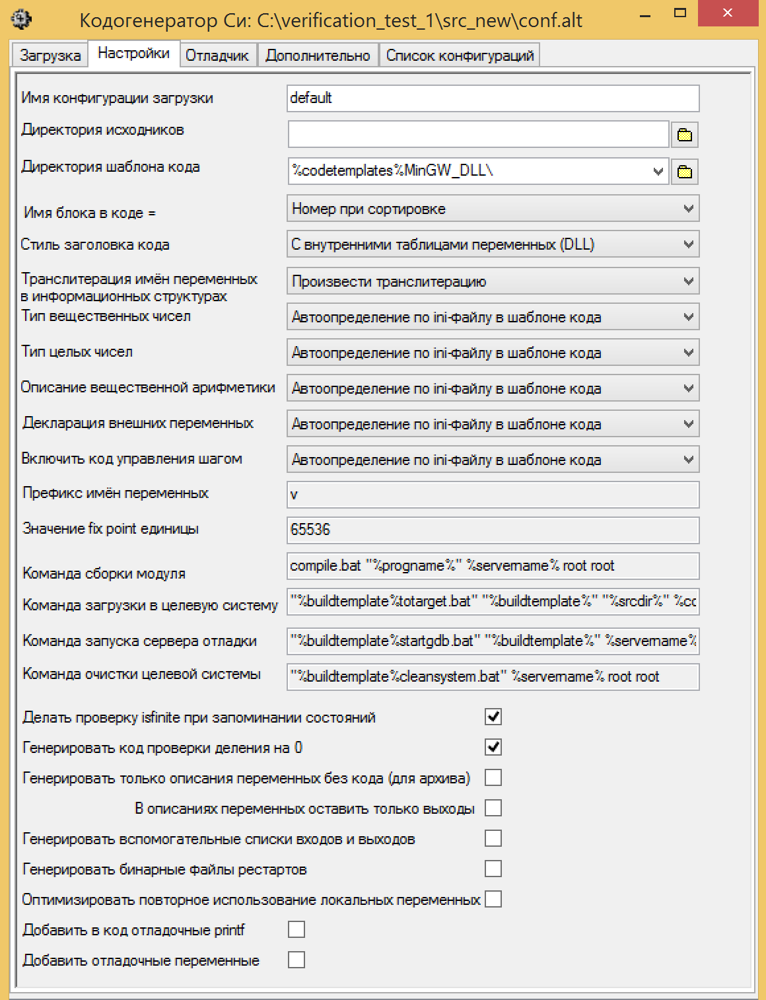 Кодогенератор Си: C:\verification_test_1\src_new\conf.alt
Загрузка Настройки Отладчик Дополнительно Список конфигураций
Имя конфигурации загрузки default
Директория исходников
Директория шаблона кода %codetemplates%MinGW_DLL\
Имя блока в коде = Номер при сортировке
Стиль заголовка кода С внутренними таблицами переменных (DLL)
Транслитерация имён переменных
в информационных структурах Произвести транслитерацию
Тип вещественных чисел Автоопределение по ini-файлу в шаблоне кода
Тип целых чисел Автоопределение по ini-файлу в шаблоне кода
Описание вещественной арифметики Автоопределение по ini-файлу в шаблоне кода
Декларация внешних переменных Автоопределение по ini-файлу в шаблоне кода
Включить код управления шагом Автоопределение по ini-файлу в шаблоне кода
Префикс имён переменных v
Значение fix point единицы 65536
Команда сборки модуля compile.bat "%progname%" %servername% root root
Команда загрузки в целевую систему "%buildtemplate%totarget.bat" "%buildtemplate%" "%srcdir%" %cc
Команда запуска сервера отладки "%buildtemplate%startgdb.bat" "%buildtemplate%" %servername%
Команда очистки целевой системы "%buildtemplate%cleansystem.bat" %servername% root root
Делать проверку isfinite при запоминании состояний
Генерировать код проверки деления на 0
Генерировать только описания переменных без кода (для архива)
В описаниях переменных оставить только выходы
Генерировать вспомогательные списки входов и выходов
Генерировать бинарные файлы рестартов
Оптимизировать повторное использование локальных переменных
Добавить в код отладочные printf
Добавить отладочные переменные